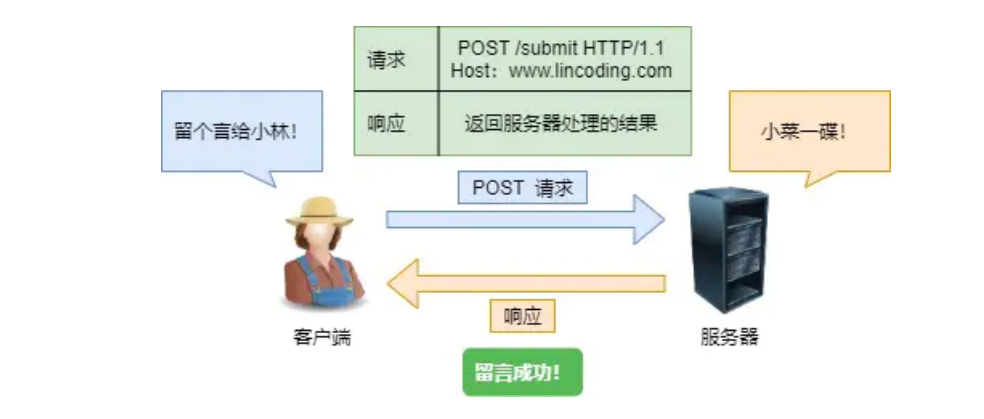 请求
POST /submit HTTP/1.1
Host：www.lincoding.com
响应
返回服务器处理的结果
留个言给小林！
小菜一碟！
POST 请求
响应
客户端
服务器
留言成功！